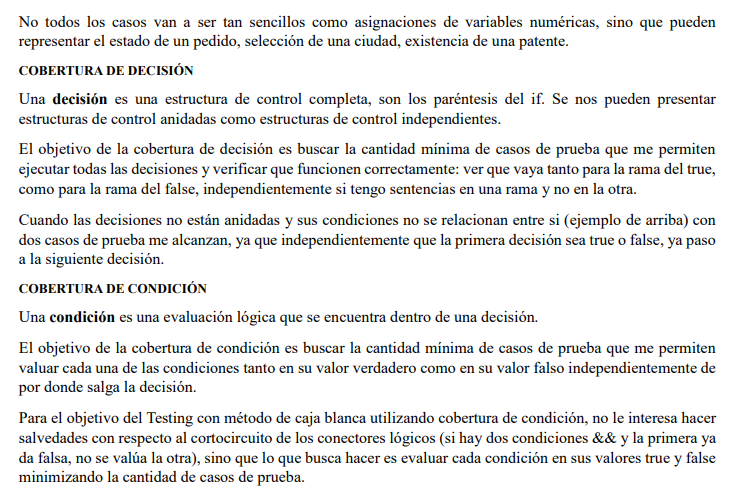 No todos los casos van a ser tan sencillos como asignaciones de variables numéricas, sino que pueden
representar el estado de un pedido, selección de una ciudad, existencia de una patente.
COBERTURA DE DECISIÓN
Una decisión es una estructura de control completa, son los paréntesis del if. Se nos pueden presentar
estructuras de control anidadas como estructuras de control independientes.
El objetivo de la cobertura de decisión es buscar la cantidad mínima de casos de prueba que me permiten
ejecutar todas las decisiones y verificar que funcionen correctamente: ver que vaya tanto para la rama del true,
como para la rama del false, independientemente si tengo sentencias en una rama y no en la otra.
Cuando las decisiones no están anidadas y sus condiciones no se relacionan entre si (ejemplo de arriba) con
dos casos de prueba me alcanzan, ya que independientemente que la primera decisión sea true o false, ya paso
a la siguiente decisión.
COBERTURA DE CONDICIÓN
Una condición es una evaluación lógica que se encuentra dentro de una decisión.
El objetivo de la cobertura de condición es buscar la cantidad mínima de casos de prueba que me permiten
valuar cada una de las condiciones tanto en su valor verdadero como en su valor falso independientemente de
por donde salga la decisión.
Para el objetivo del Testing con método de caja blanca utilizando cobertura de condición, no le interesa hacer
salvedades con respecto al cortocircuito de los conectores lógicos (si hay dos condiciones && y la primera ya
da falsa, no se valúa la otra), sino que lo que busca hacer es evaluar cada condición en sus valores true y false
minimizando la cantidad de casos de prueba.